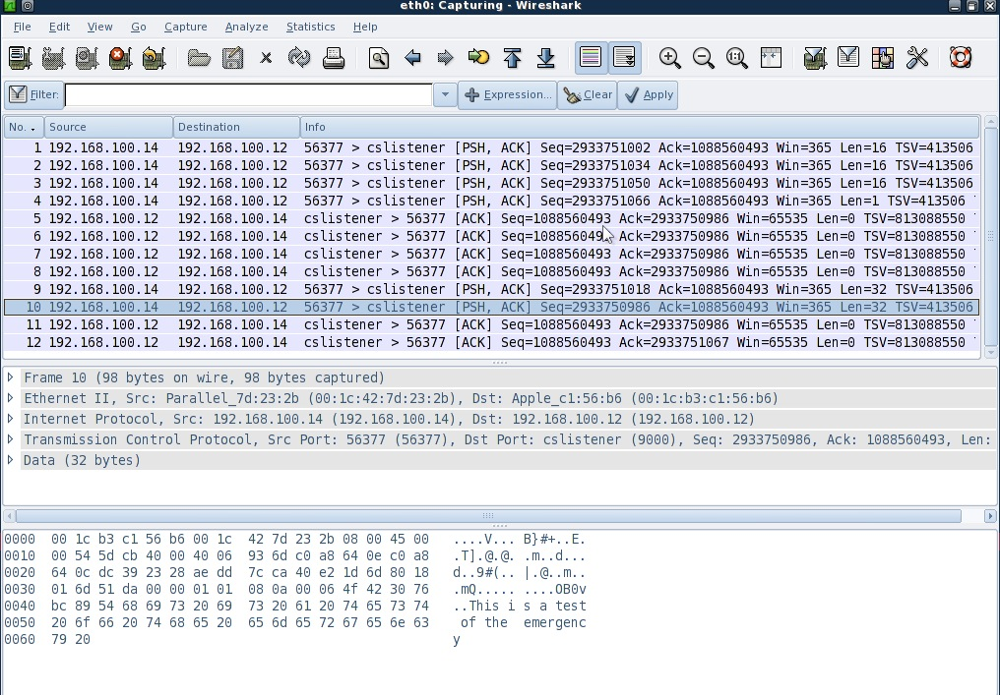 eth0: Capturing - Wireshark
File Edit View Go Capture Analyze Statistics Help
Filter: Expression... Clear Apply
No. . Source Destination Info
1 192.168.100.14 192.168.100.12 56377 > cslistener [PSH, ACK] Seq=2933751002 Ack=1088560493 Win=365 Len=16 TSV=413506
2 192.168.100.14 192.168.100.12 56377 > cslistener [PSH, ACK] Seq=2933751034 Ack=1088560493 Win=365 Len=16 TSV=413506
3 192.168.100.14 192.168.100.12 56377 > cslistener [PSH, ACK] Seq=2933751050 Ack=1088560493 Win=365 Len=16 TSV=413506
4 192.168.100.14 192.168.100.12 56377 > cslistener [PSH, ACK] Seq=2933751066 Ack=1088560493 Win=365 Len=1 TSV=413506
5 192.168.100.12 192.168.100.14 cslistener > 56377 [ACK] Seq=1088560493 Ack=2933750986 Win=65535 Len=0 TSV=813088550
6 192.168.100.12 192.168.100.14 cslistener > 56377 [ACK] Seq=1088560493 Ack=2933750986 Win=65535 Len=0 TSV=813088550
7 192.168.100.12 192.168.100.14 cslistener > 56377 [ACK] Seq=1088560493 Ack=2933750986 Win=65535 Len=0 TSV=813088550
8 192.168.100.12 192.168.100.14 cslistener > 56377 [ACK] Seq=1088560493 Ack=2933750986 Win=65535 Len=0 TSV=813088550
9 192.168.100.14 192.168.100.12 56377 > cslistener [PSH, ACK] Seq=2933751018 Ack=1088560493 Win=365 Len=32 TSV=413506
10 192.168.100.14 192.168.100.12 56377 > cslistener [PSH, ACK] Seq=2933750986 Ack=1088560493 Win=365 Len=32 TSV=413506
11 192.168.100.12 192.168.100.14 cslistener > 56377 [ACK] Seq=1088560493 Ack=2933751067 Win=65535 Len=0 TSV=813088550
12 192.168.100.12 192.168.100.14 cslistener > 56377 [ACK] Seq=1088560493 Ack=2933751067 Win=65535 Len=0 TSV=813088550
Frame 10 (98 bytes on wire, 98 bytes captured)
Ethernet II, Src: Parallel_7d:23:2b (00:1c:42:7d:23:2b), Dst: Apple_c1:56:b6 (00:1c:b3:c1:56:b6)
Internet Protocol, Src: 192.168.100.14 (192.168.100.14), Dst: 192.168.100.12 (192.168.100.12)
Transmission Control Protocol, Src Port: 56377 (56377), Dst Port: cslistener (9000), Seq: 2933750986, Ack: 1088560493, Len:
Data (32 bytes)
0000 00 1c b3 c1 56 b6 00 1c 42 7d 23 2b 08 00 45 00 ....V... B}#+..E.
0010 00 54 5d cb 40 00 40 06 93 6d c0 a8 64 0e c0 a8 .T].@.@. .m..d...
0020 64 0c dc 39 23 28 ae dd 7c ca 40 e2 1d 6d 80 18 d..9#(.. |.@..m..
0030 01 6d 51 da 00 00 01 01 08 0a 00 06 4f 42 30 76 .mQ..... ....OB0v
0040 bc 89 54 68 69 73 20 69 73 20 61 20 74 65 73 74 ..This i s a test
0050 20 6f 66 20 74 68 65 20 65 6d 65 72 67 65 6e 63 of the emergenc
0060 79 20 y